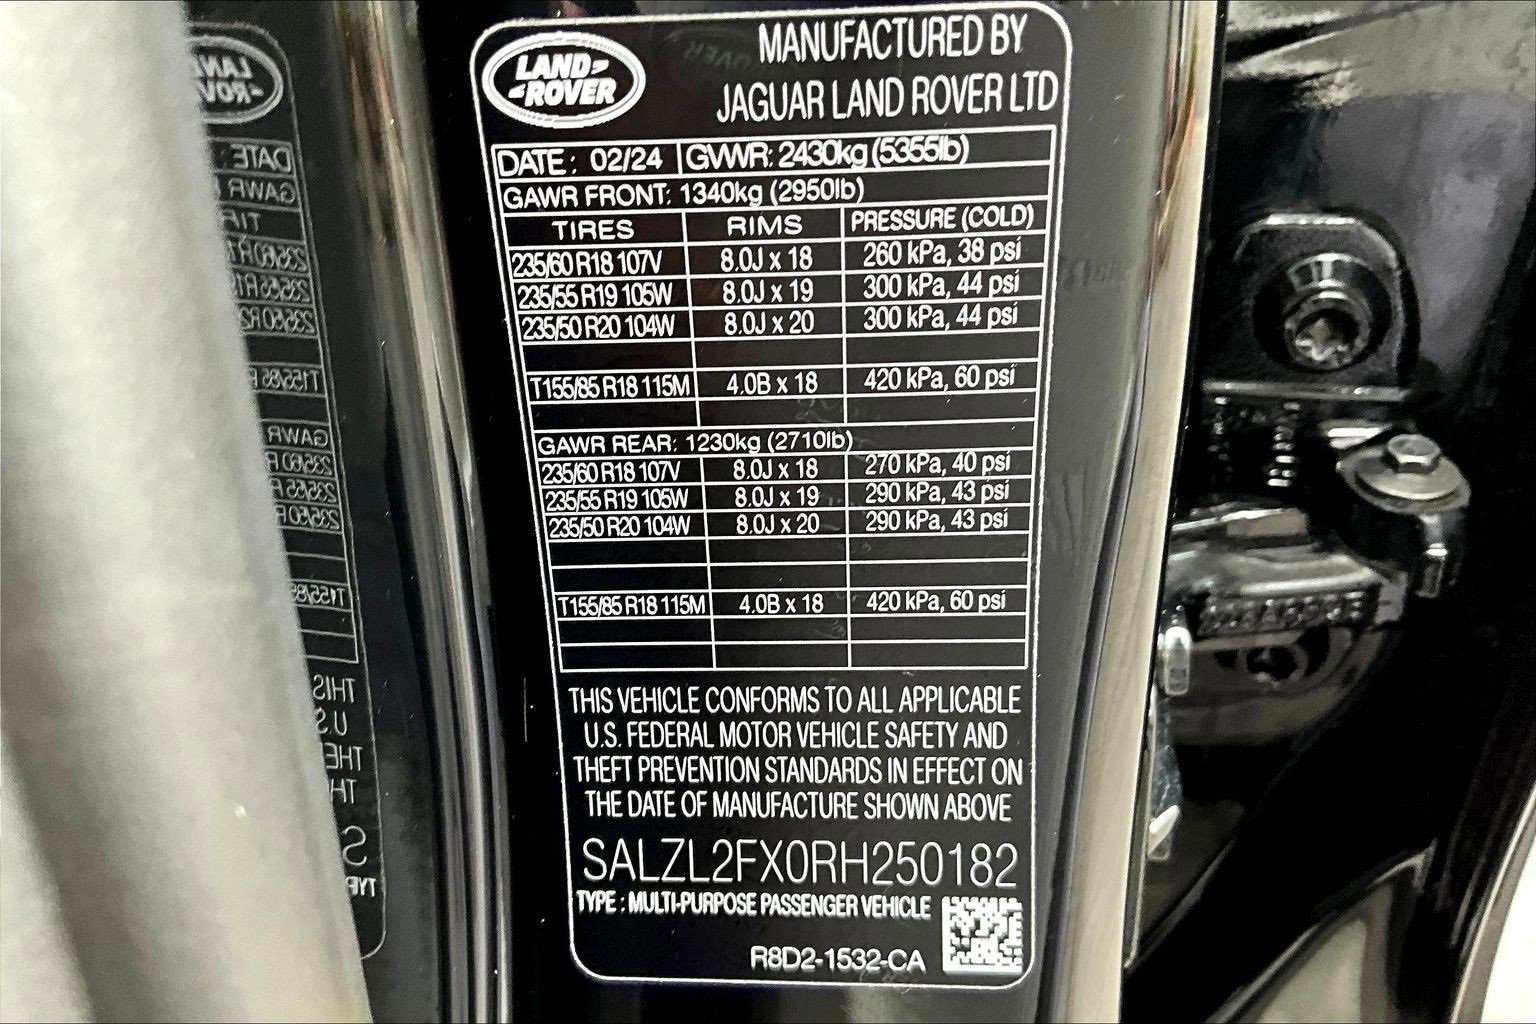 LAND ROVER
MANUFACTURED BY
JAGUAR LAND ROVER LTD
DATE: 02/24 GVWR: 2430kg (5355lb)
GAWR FRONT: 1340kg (2950lb)
TIRES RIMS PRESSURE (COLD)
235/60 R18 107V 8.0J x 18 260 kPa, 38 psi
235/55 R19 105W 8.0J x 19 300 kPa, 44 psi
235/50 R20 104W 8.0J x 20 300 kPa, 44 psi
T155/85 R18 115M 4.0B x 18 420 kPa, 60 psi
GAWR REAR: 1230kg (2710lb)
235/60 R18 107V 8.0J x 18 270 kPa, 40 psi
235/55 R19 105W 8.0J x 19 290 kPa, 43 psi
235/50 R20 104W 8.0J x 20 290 kPa, 43 psi
T155/85 R18 115M 4.0B x 18 420 kPa, 60 psi
THIS VEHICLE CONFORMS TO ALL APPLICABLE
U.S. FEDERAL MOTOR VEHICLE SAFETY AND
THEFT PREVENTION STANDARDS IN EFFECT ON
THE DATE OF MANUFACTURE SHOWN ABOVE
SALZL2FX0RH250182
TYPE : MULTI-PURPOSE PASSENGER VEHICLE
R8D2-1532-CA